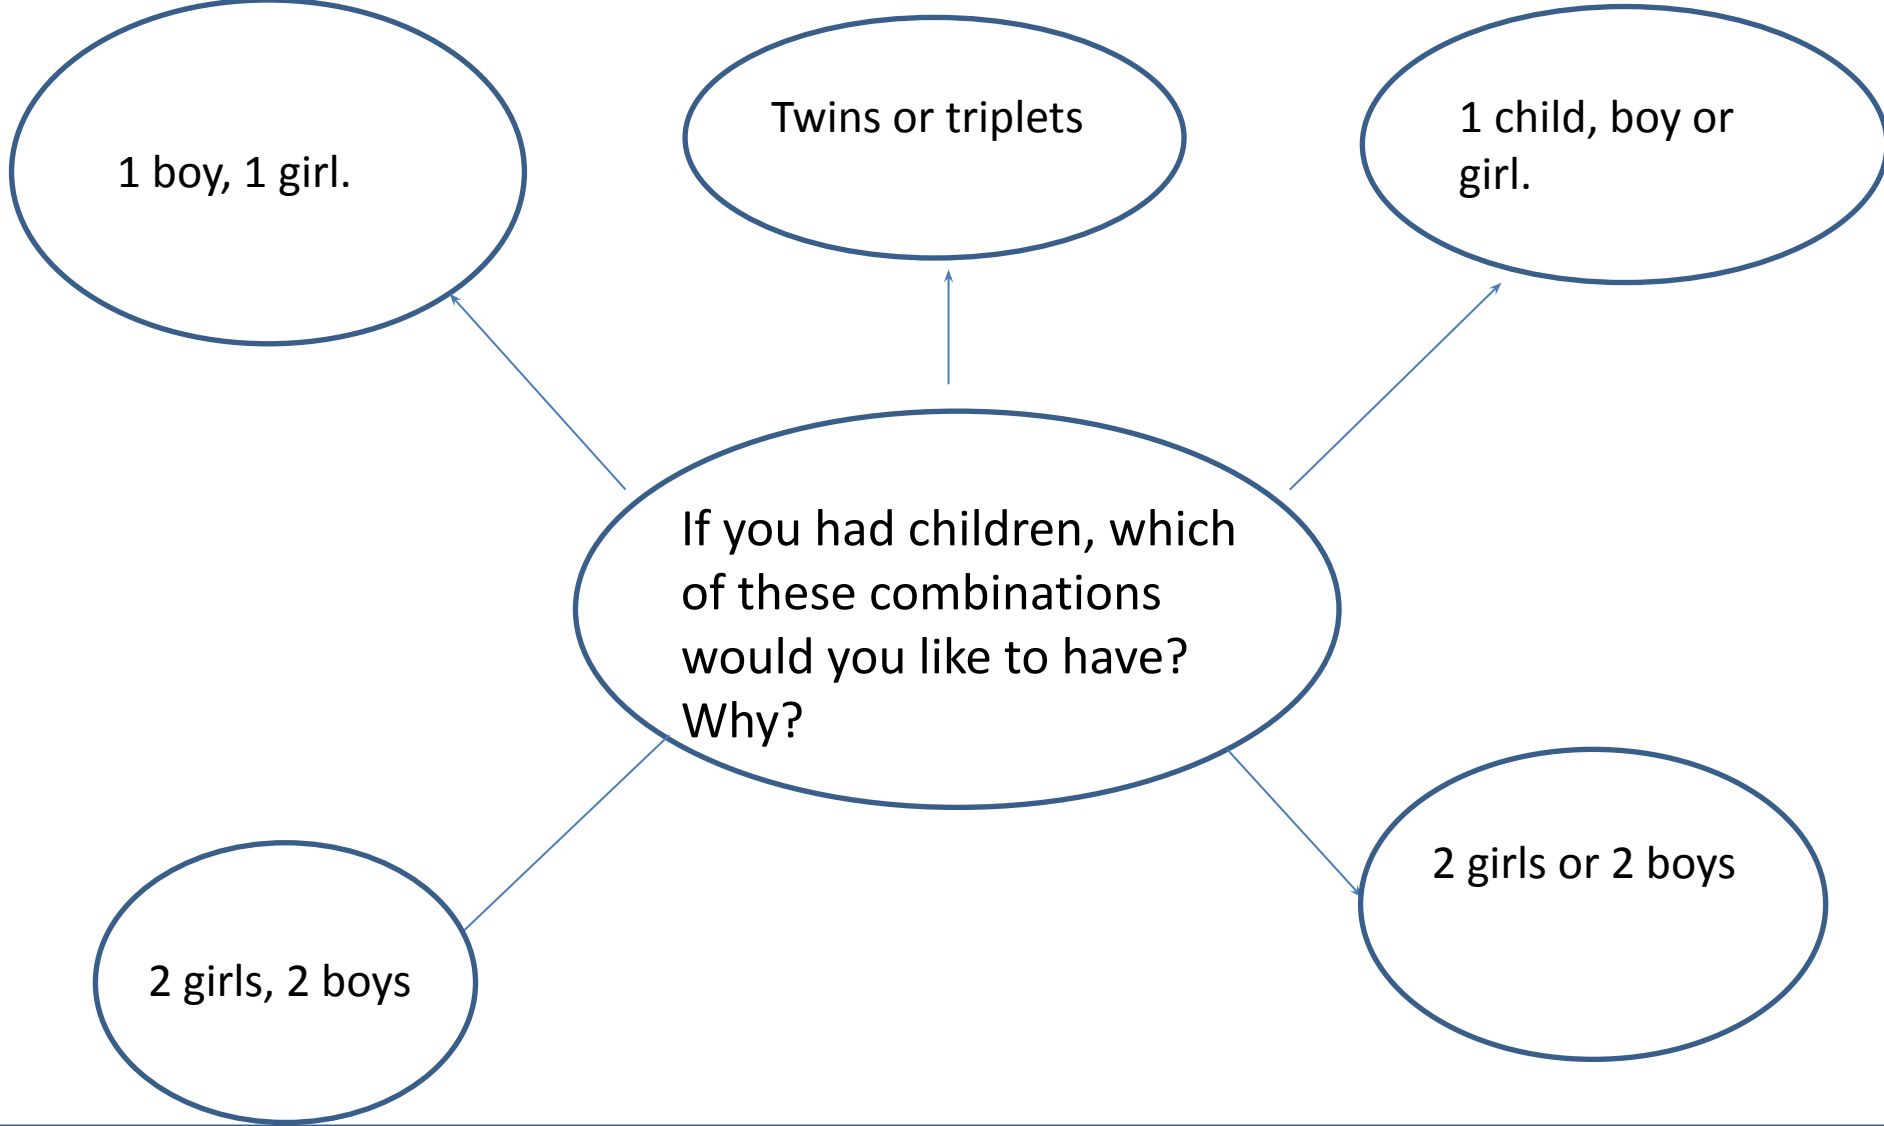 1 boy, 1 girl.
Twins or triplets
1 child, boy or
girl.
If you had children, which
of these combinations
would you like to have?
Why?
2 girls, 2 boys
2 girls or 2 boys